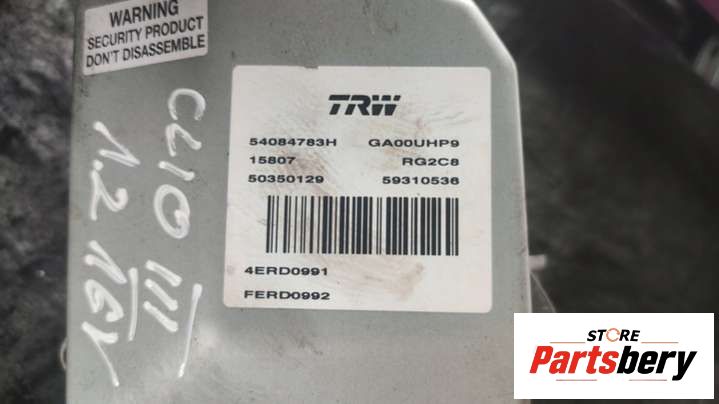 WARNING
SECURITY PRODUCT
DON'T DISASSEMBLE
TRW
54084783H GA00UHP9
15807 RG2C8
50350129 59310536
4ERD0991
FERD0992
CLIO III
1.2 16V
STORE
Partsbery